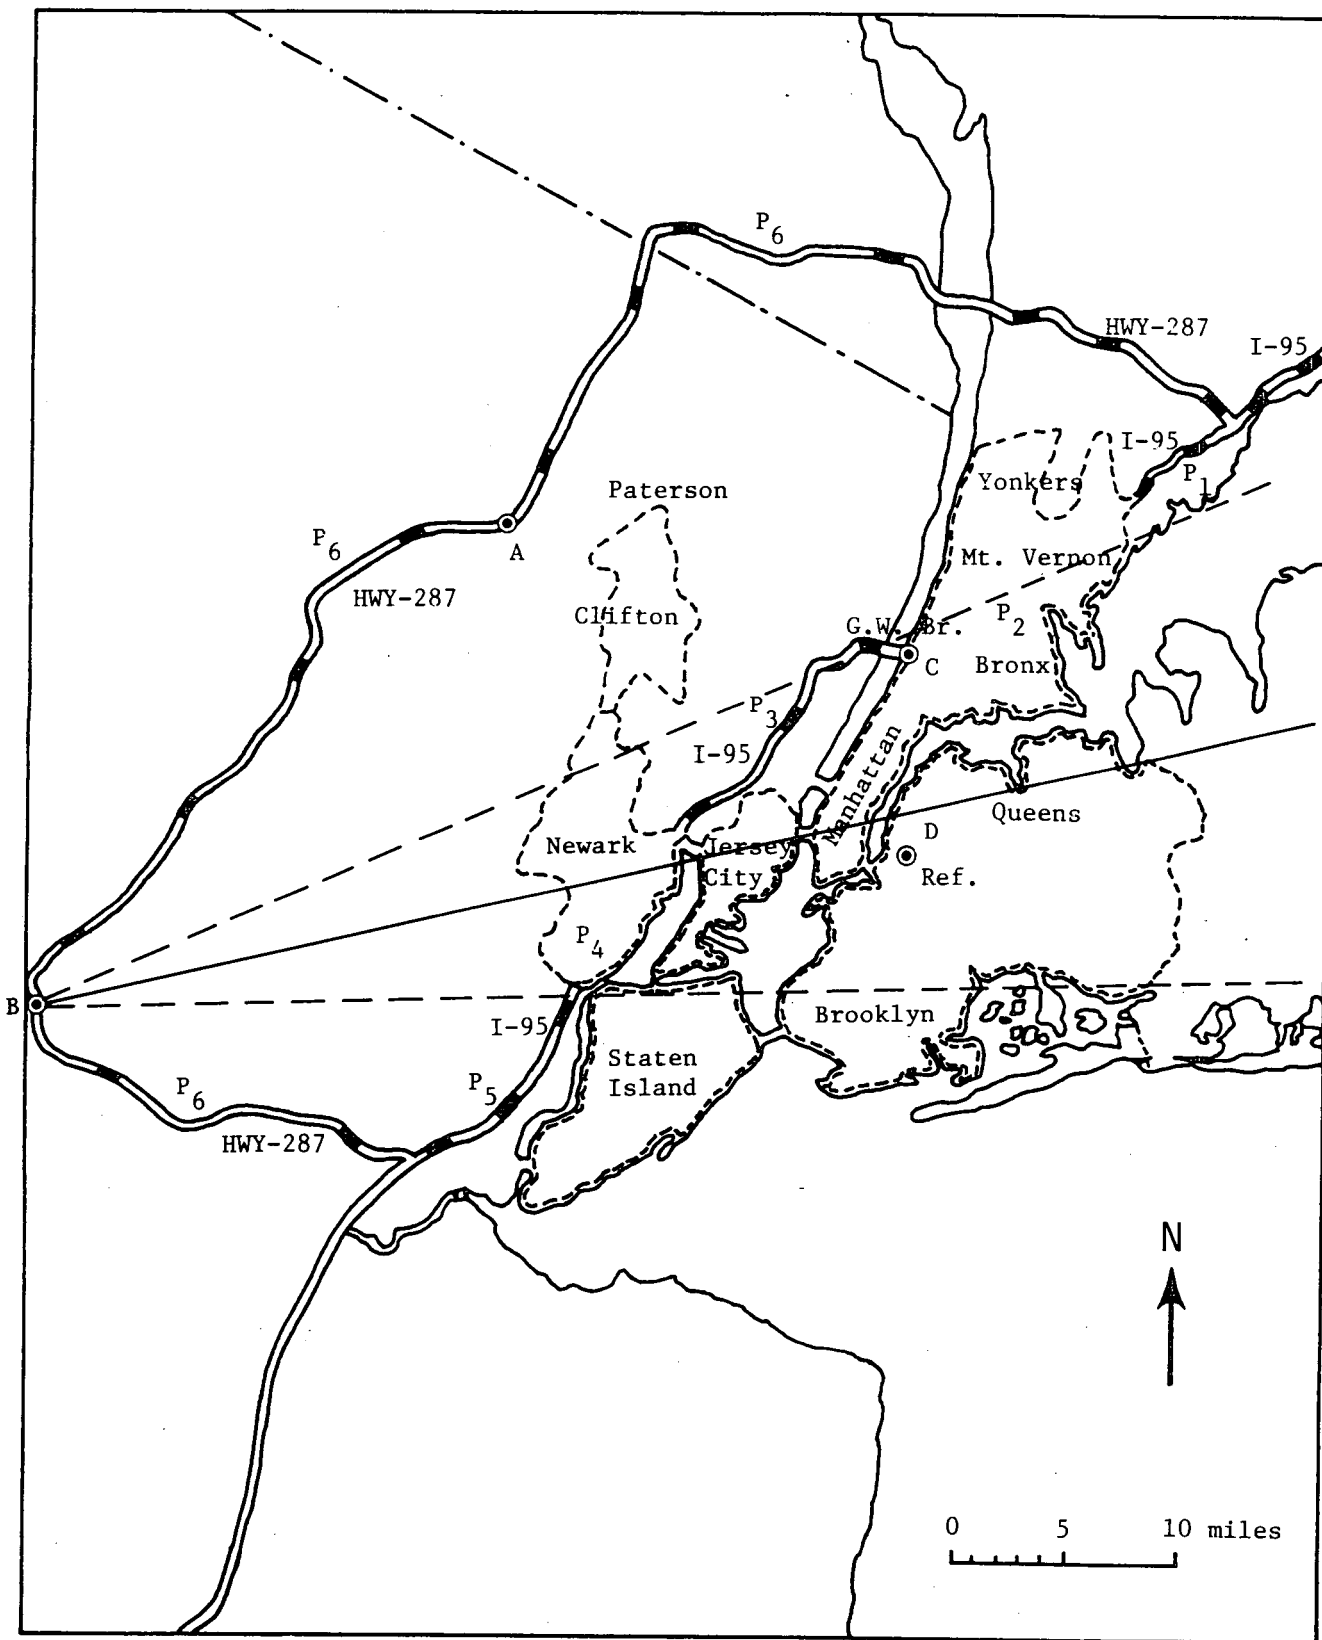 P6
HWY-287
I-95
I-95
P1
Yonkers
Paterson
P6
A
Mt. Vernon
HWY-287
Clifton
G.W. Br.
P2
C
Bronx
P3
I-95
Manhattan
Queens
D
Newark
Jersey
City
Ref.
P4
B
I-95
Brooklyn
Staten
Island
P5
P6
HWY-287
N
0 5 10 miles